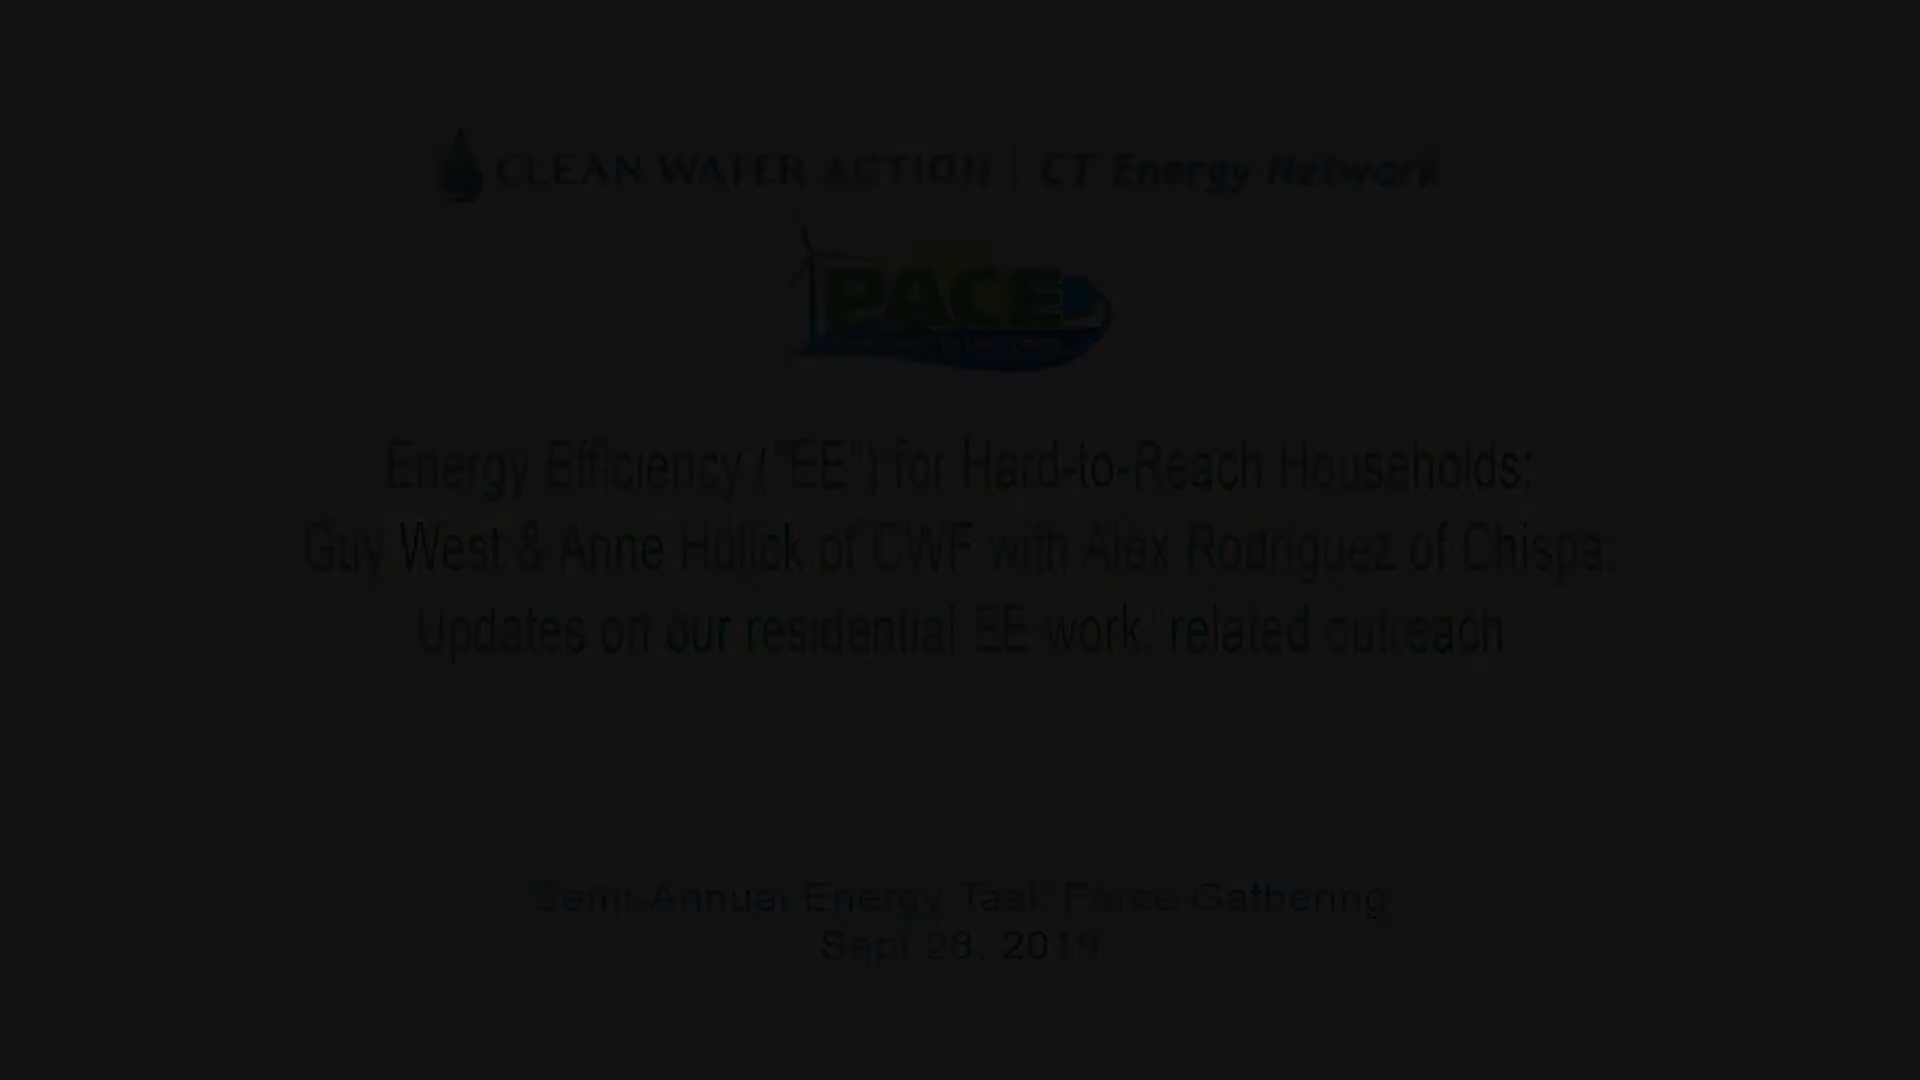 CLEAN WATER ACTION | CT Energy Network
PACE
Energy Efficiency ("EE") for Hard-to-Reach Households:
Guy West & Anne Hulick of CWF with Alex Rodriguez of Chispa:
Updates on our residential EE work, related outreach
Semi-Annual Energy Task Force Gathering
Sept 28, 2019